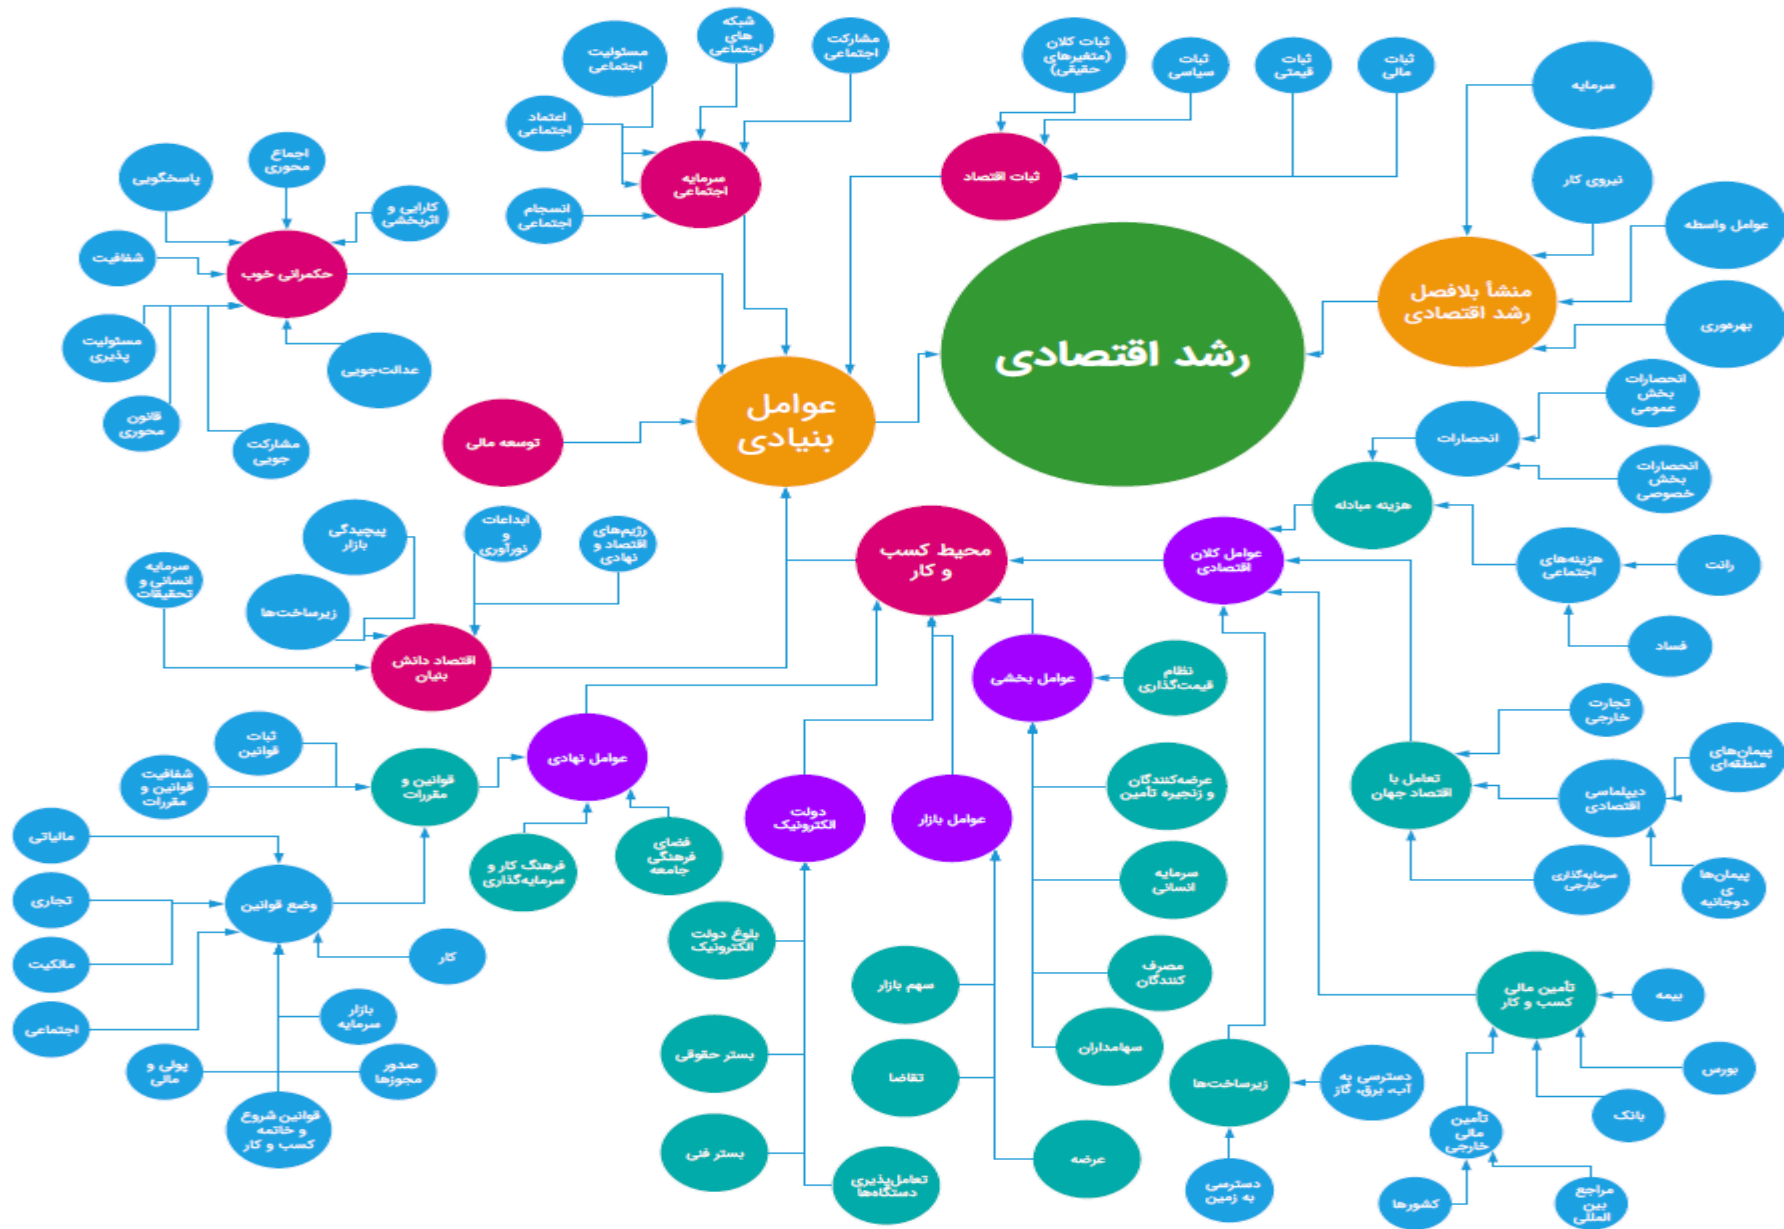 شبکه
های
اجتماعی
مشارکت
اجتماعی
مسئولیت
اجتماعی
اعتماد
اجتماعی
سرمایه
اجتماعی
انسجام
اجتماعی
ثبات کلان
(متغیرهای
حقیقی)
ثبات
سیاسی
ثبات
قیمتی
ثبات
مالی
ثبات اقتصاد
سرمایه
نیروی کار
عوامل واسطه
بهره‌وری
منشأ بلافصل
رشد اقتصادی
رشد اقتصادی
اجماع
محوری
پاسخگویی
کارایی و
اثربخشی
شفافیت
حکمرانی خوب
مسئولیت
پذیری
عدالت‌جویی
قانون
محوری
مشارکت
جویی
عوامل
بنیادی
توسعه مالی
انحصارات
بخش
عمومی
انحصارات
انحصارات
بخش
خصوصی
هزینه مبادله
هزینه‌های
اجتماعی
رانت
فساد
پیچیدگی
بازار
ابداعات
و
نورآوری
رژیم‌های
اقتصاد و
نهادی
سرمایه
انسانی و
تحقیقات
زیرساخت‌ها
اقتصاد دانش
بنیان
محیط کسب
و کار
عوامل کلان
اقتصادی
عوامل بخشی
نظام
قیمت‌گذاری
عرضه‌کنندگان
و زنجیره تأمین
سرمایه
انسانی
مصرف
کنندگان
سهامداران
تجارت
خارجی
تعامل با
اقتصاد جهان
دیپلماسی
اقتصادی
پیمان‌های
منطقه‌ای
پیمان‌ها
ی
دوجانبه
سرمایه‌گذاری
خارجی
ثبات
قوانین
شفافیت
قوانین و
مقررات
قوانین و
مقررات
عوامل نهادی
فرهنگ کار و
سرمایه‌گذاری
فضای
فرهنگی
جامعه
دولت
الکترونیک
عوامل بازار
مالیاتی
تجاری
وضع قوانین
مالکیت
کار
اجتماعی
بازار
سرمایه
پولی و
مالی
صدور
مجوزها
قوانین شروع
و خاتمه
کسب و کار
بلوغ دولت
الکترونیک
بستر حقوقی
بستر فنی
تعامل‌پذیری
دستگاه‌ها
سهم بازار
تقاضا
عرضه
زیرساخت‌ها
دسترسی به
آب، برق، گاز
دسترسی
به زمین
تأمین مالی
کسب و کار
بیمه
بورس
بانک
تأمین
مالی
خارجی
کشورها
مراجع
بین
المللی